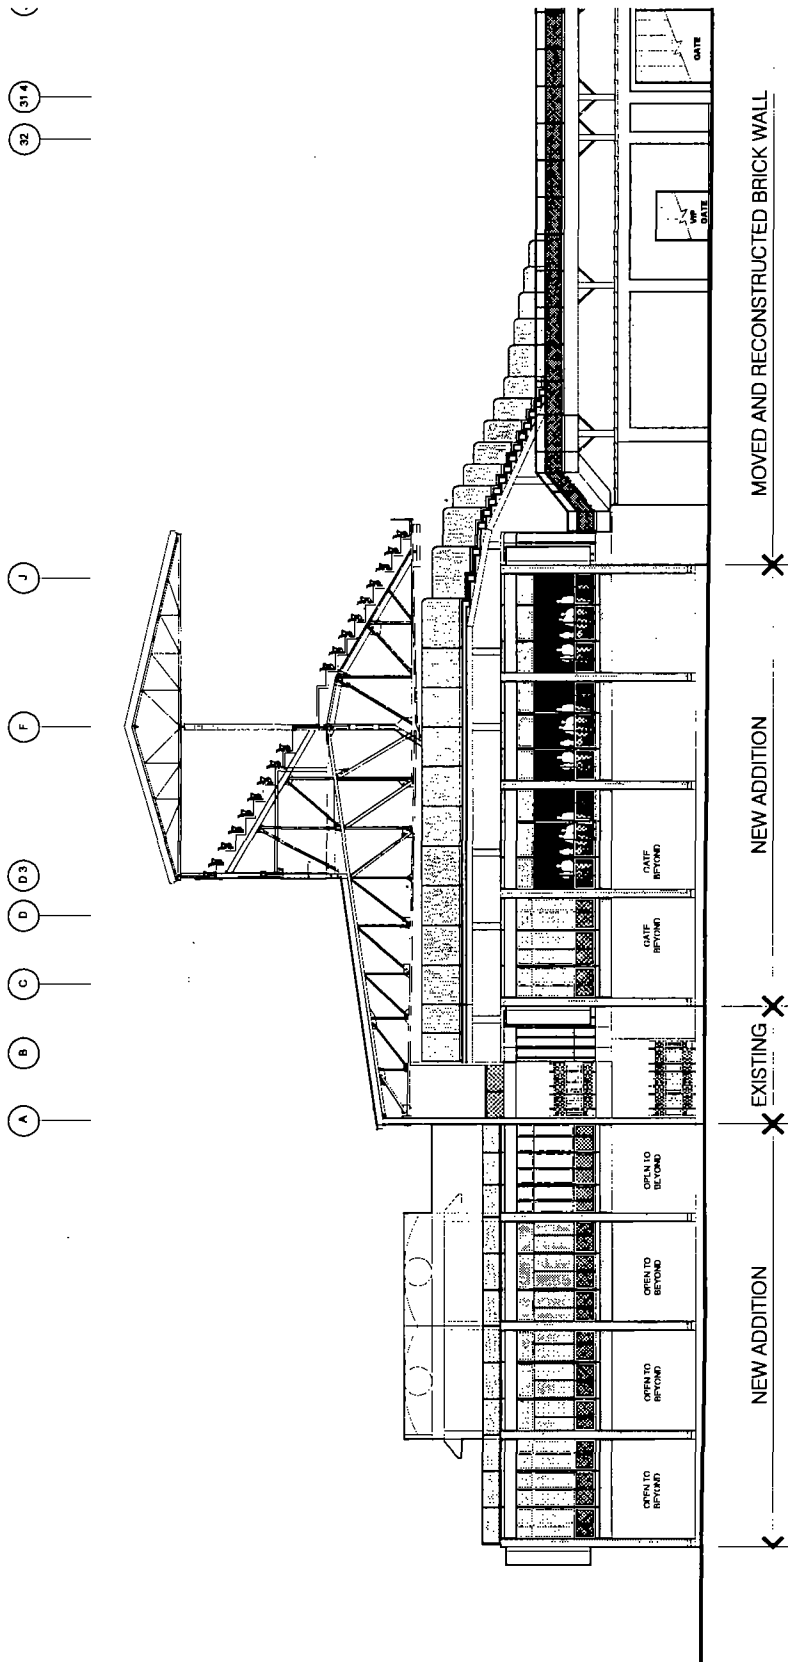 A
B
C
D
D3
F
J
32
31 4
OPEN TO
BEYOND
OPEN TO
BEYOND
OPEN TO
BEYOND
OPEN TO
BEYOND
GATE
BEYOND
GATE
BEYOND
VIP
GATE
GATE
NEW ADDITION
EXISTING
NEW ADDITION
MOVED AND RECONSTRUCTED BRICK WALL